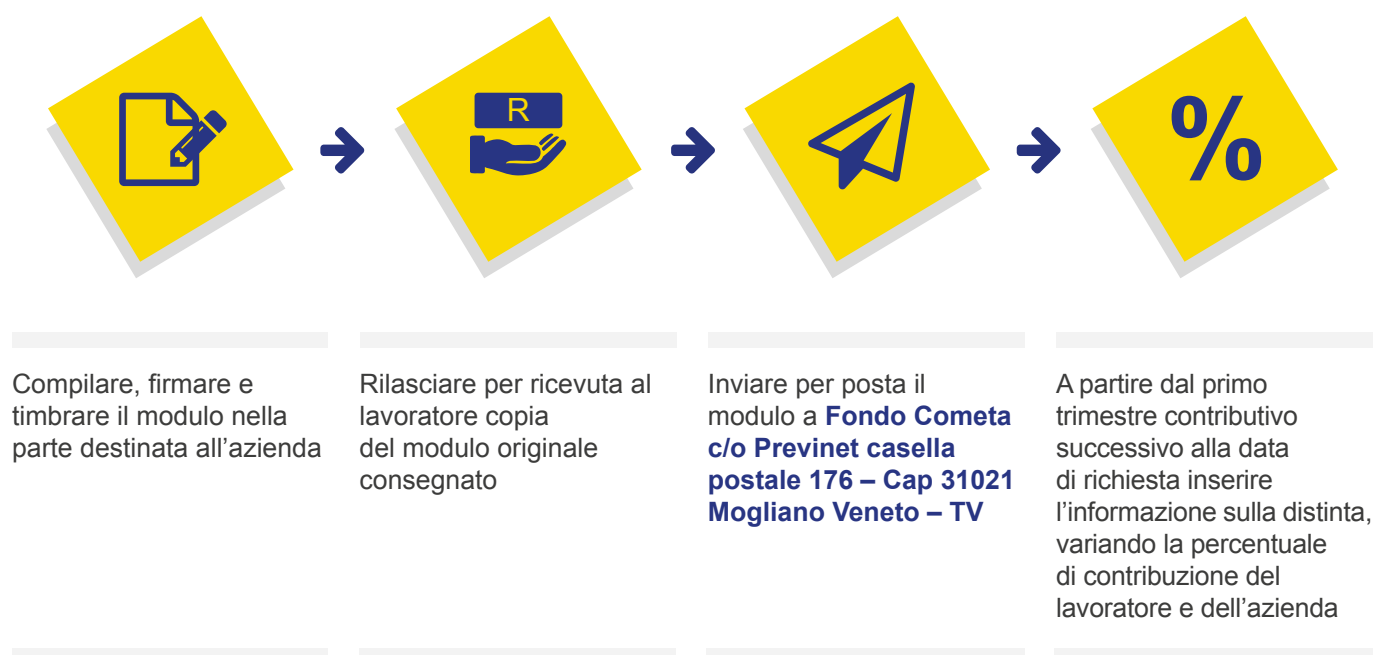 R
%
Compilare, firmare e
timbrare il modulo nella
parte destinata all’azienda
Rilasciare per ricevuta al
lavoratore copia
del modulo originale
consegnato
Inviare per posta il
modulo a Fondo Cometa
c/o Previnet casella
postale 176 – Cap 31021
Mogliano Veneto – TV
A partire dal primo
trimestre contributivo
successivo alla data
di richiesta inserire
l’informazione sulla distinta,
variando la percentuale
di contribuzione del
lavoratore e dell’azienda